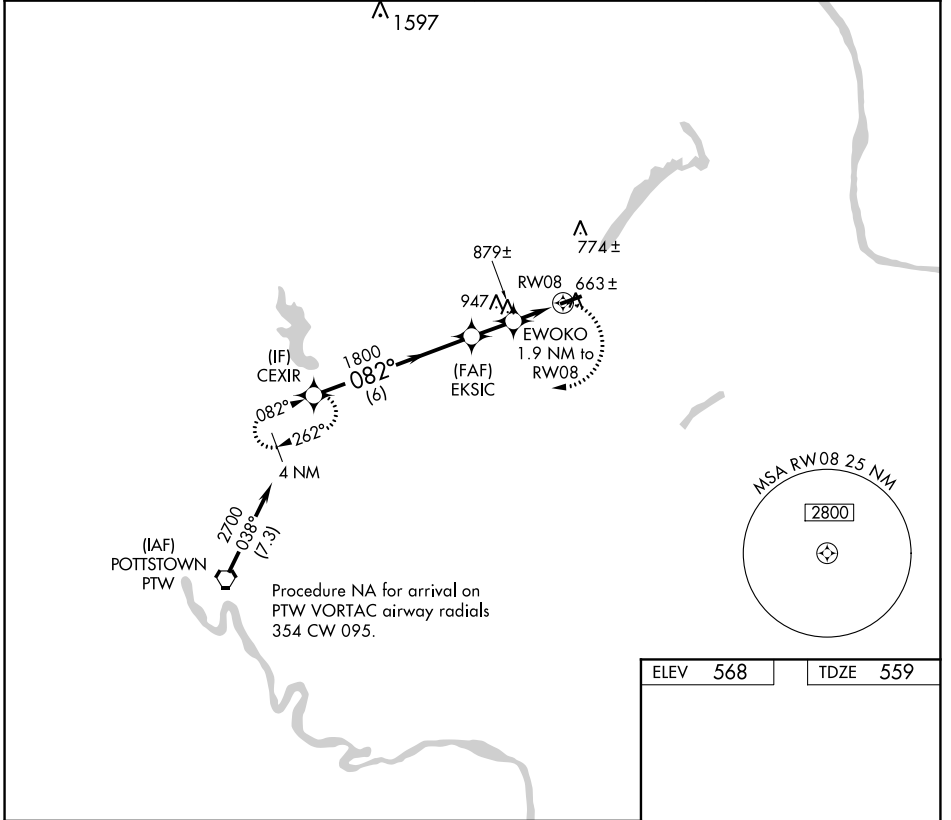 1597
774±
879±
RW08
663±
947
EWOKO
1.9 NM to
RW08
(FAF)
EKSIC
(IF)
CEXIR
1800
082°
(6)
082°
262°
4 NM
2700
038°
(7.3)
(IAF)
POTTSTOWN
PTW
Procedure NA for arrival on
PTW VORTAC airway radials
354 CW 095.
MSA RW08 25 NM
2800
ELEV 568
TDZE 559